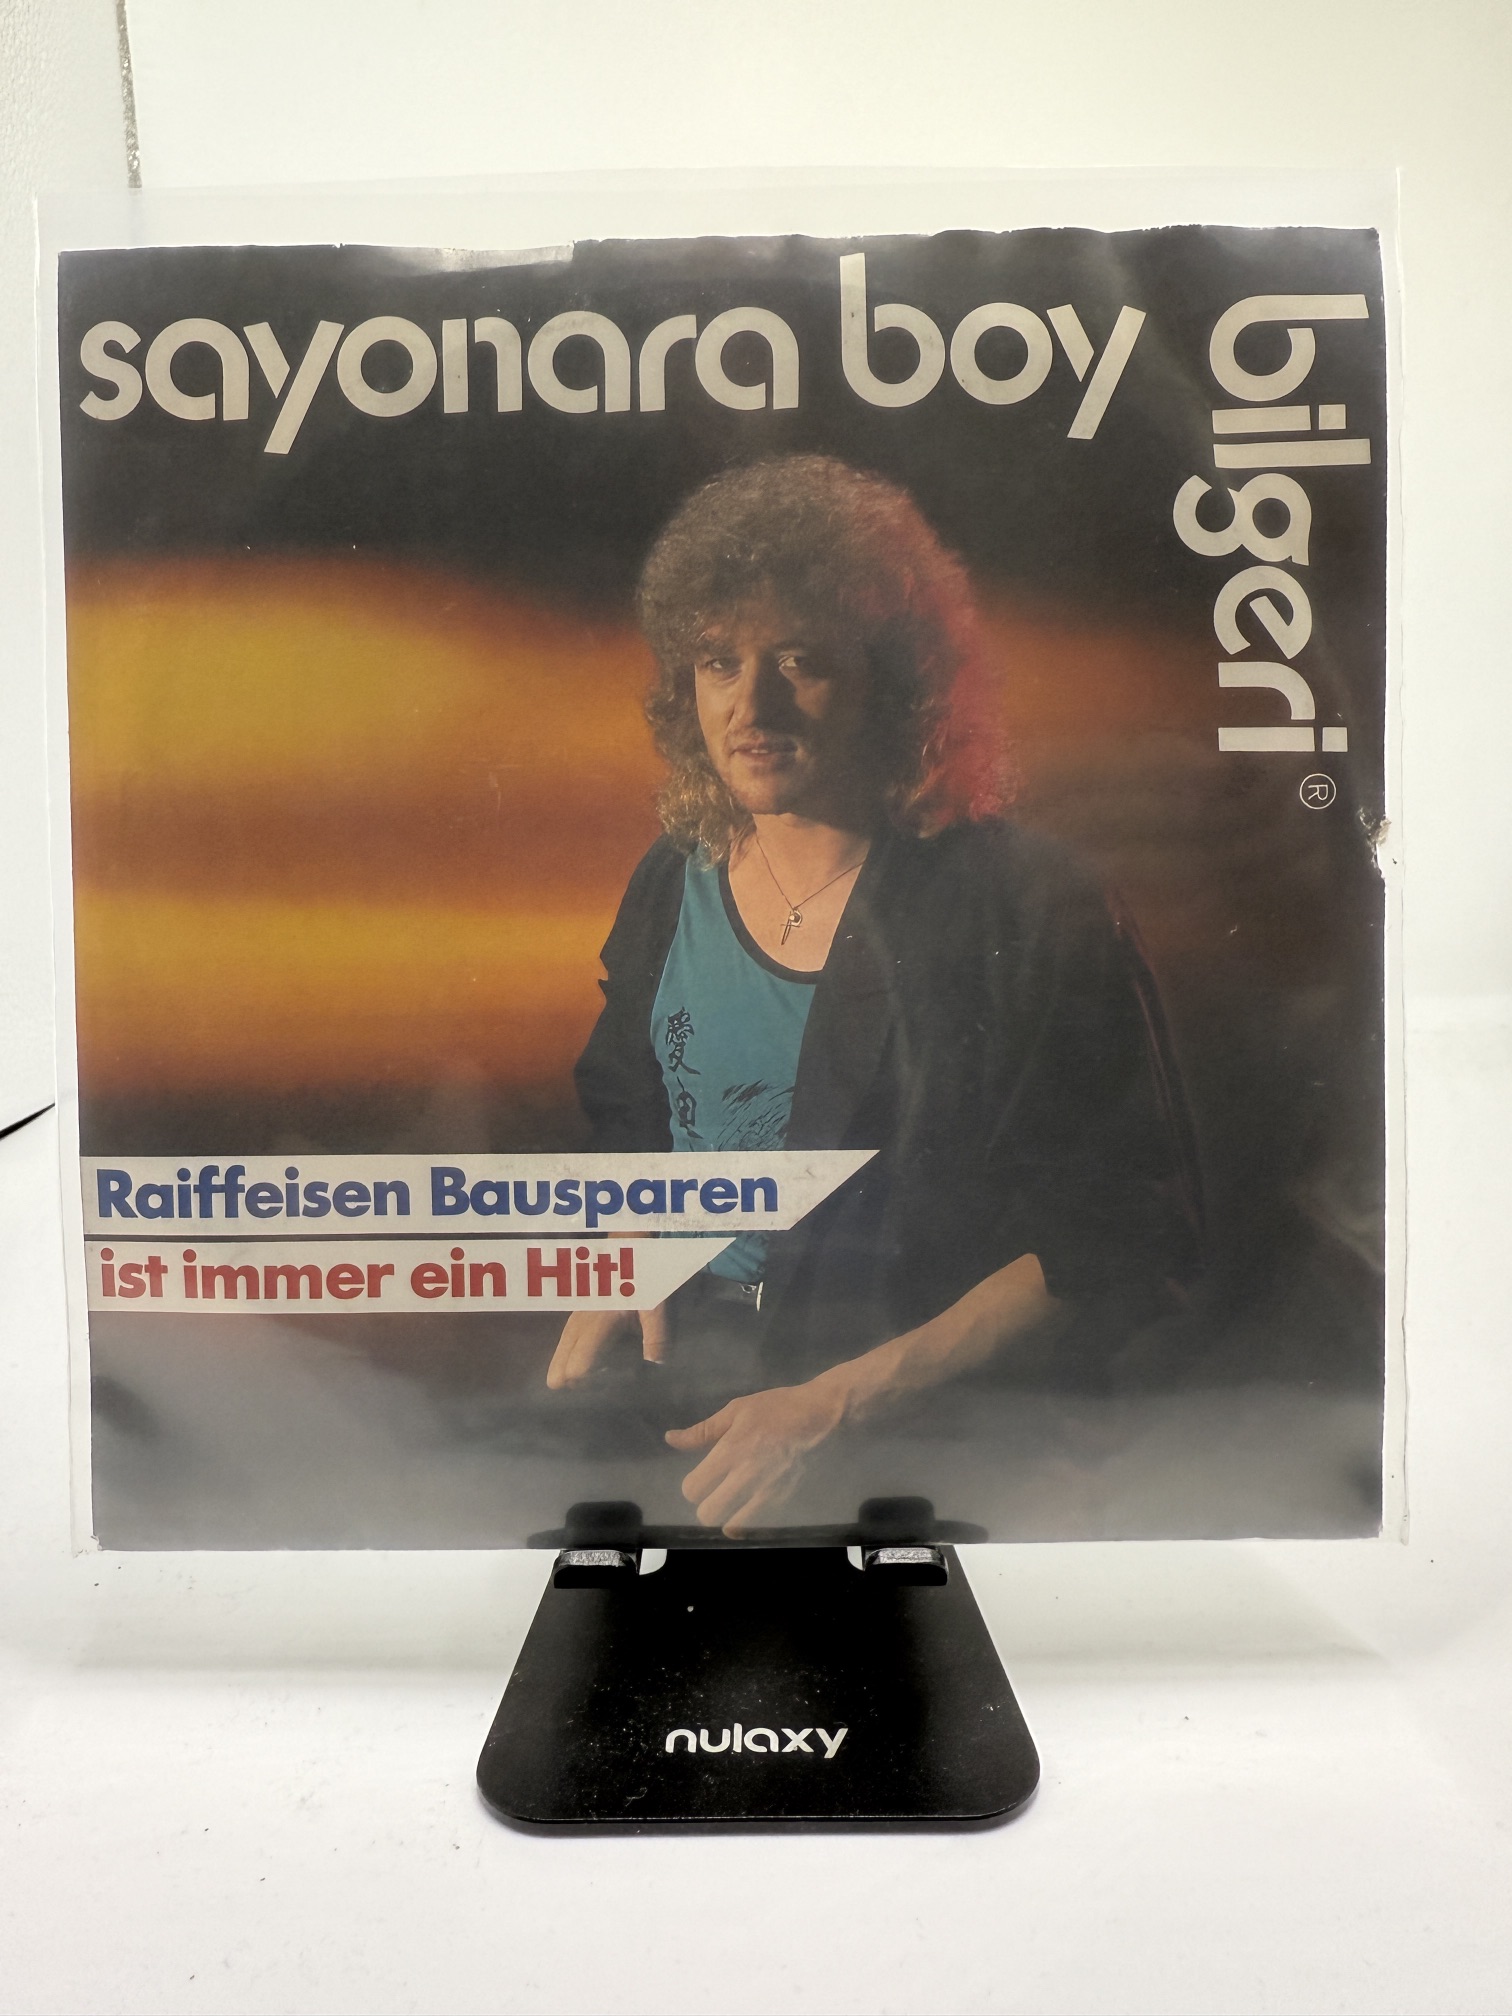 sayonara boy
bilgeri
®
Raiffeisen Bausparen
ist immer ein Hit!
nulaxy